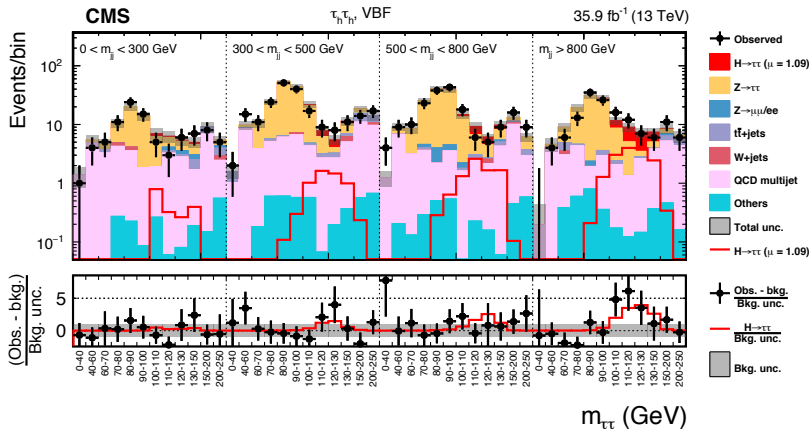 CMS τhτh, VBF 35.9 fb⁻¹ (13 TeV)
Events/bin
0 < mjj < 300 GeV 300 < mjj < 500 GeV 500 < mjj < 800 GeV mjj > 800 GeV
10²
10
1
10⁻¹
Observed
H→ττ (μ = 1.09)
Z→ττ
Z→μμ/ee
tt̄+jets
W+jets
QCD multijet
Others
Total unc.
H→ττ (μ = 1.09)
(Obs. - bkg.)
Bkg. unc.
5
0
Obs. - bkg.
Bkg. unc.
H→ττ
Bkg. unc.
Bkg. unc.
0-40 40-60 60-70 70-80 80-90 90-100 100-110 110-120 120-130 130-150 150-200 200-250 0-40 40-60 60-70 70-80 80-90 90-100 100-110 110-120 120-130 130-150 150-200 200-250 0-40 40-60 60-70 70-80 80-90 90-100 100-110 110-120 120-130 130-150 150-200 200-250 0-40 40-60 60-70 70-80 80-90 90-100 100-110 110-120 120-130 130-150 150-200 200-250
mττ (GeV)